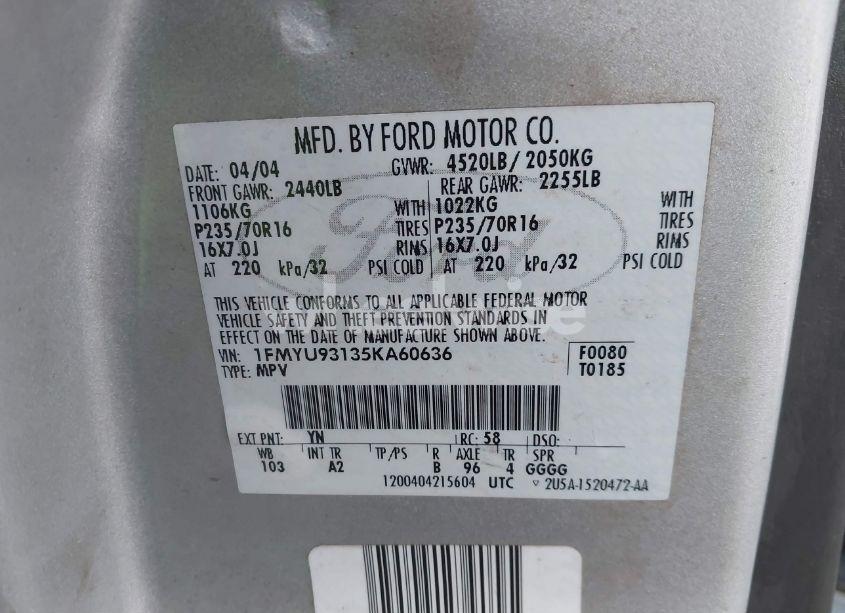 MFD. BY FORD MOTOR CO.
DATE: 04/04 GVWR: 4520LB/ 2050KG
FRONT GAWR: 2440LB REAR GAWR: 2255LB
1106KG WITH 1022KG WITH
P235/70R16 TIRES P235/70R16 TIRES
16X7.0J RIMS 16X7.0J RIMS
AT 220 kPa/32 PSI COLD AT 220 kPa/32 PSI COLD
THIS VEHICLE CONFORMS TO ALL APPLICABLE FEDERAL MOTOR
VEHICLE SAFETY AND THEFT PREVENTION STANDARDS IN
EFFECT ON THE DATE OF MANUFACTURE SHOWN ABOVE.
VIN: 1FMYU93135KA60636 F0080
TYPE: MPV T0185
EXT PNT: YN RC: 58 DSO:
WB INT TR TP/PS R AXLE TR SPR
103 A2 B 96 4 GGGG
1200404215604 UTC ▿ 2U5A-1520472-AA